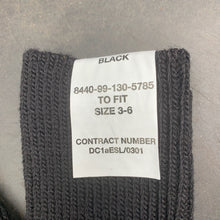 BLACK
8440-99-130-5785
TO FIT
SIZE 3-6
CONTRACT NUMBER
DC1aESL/0301